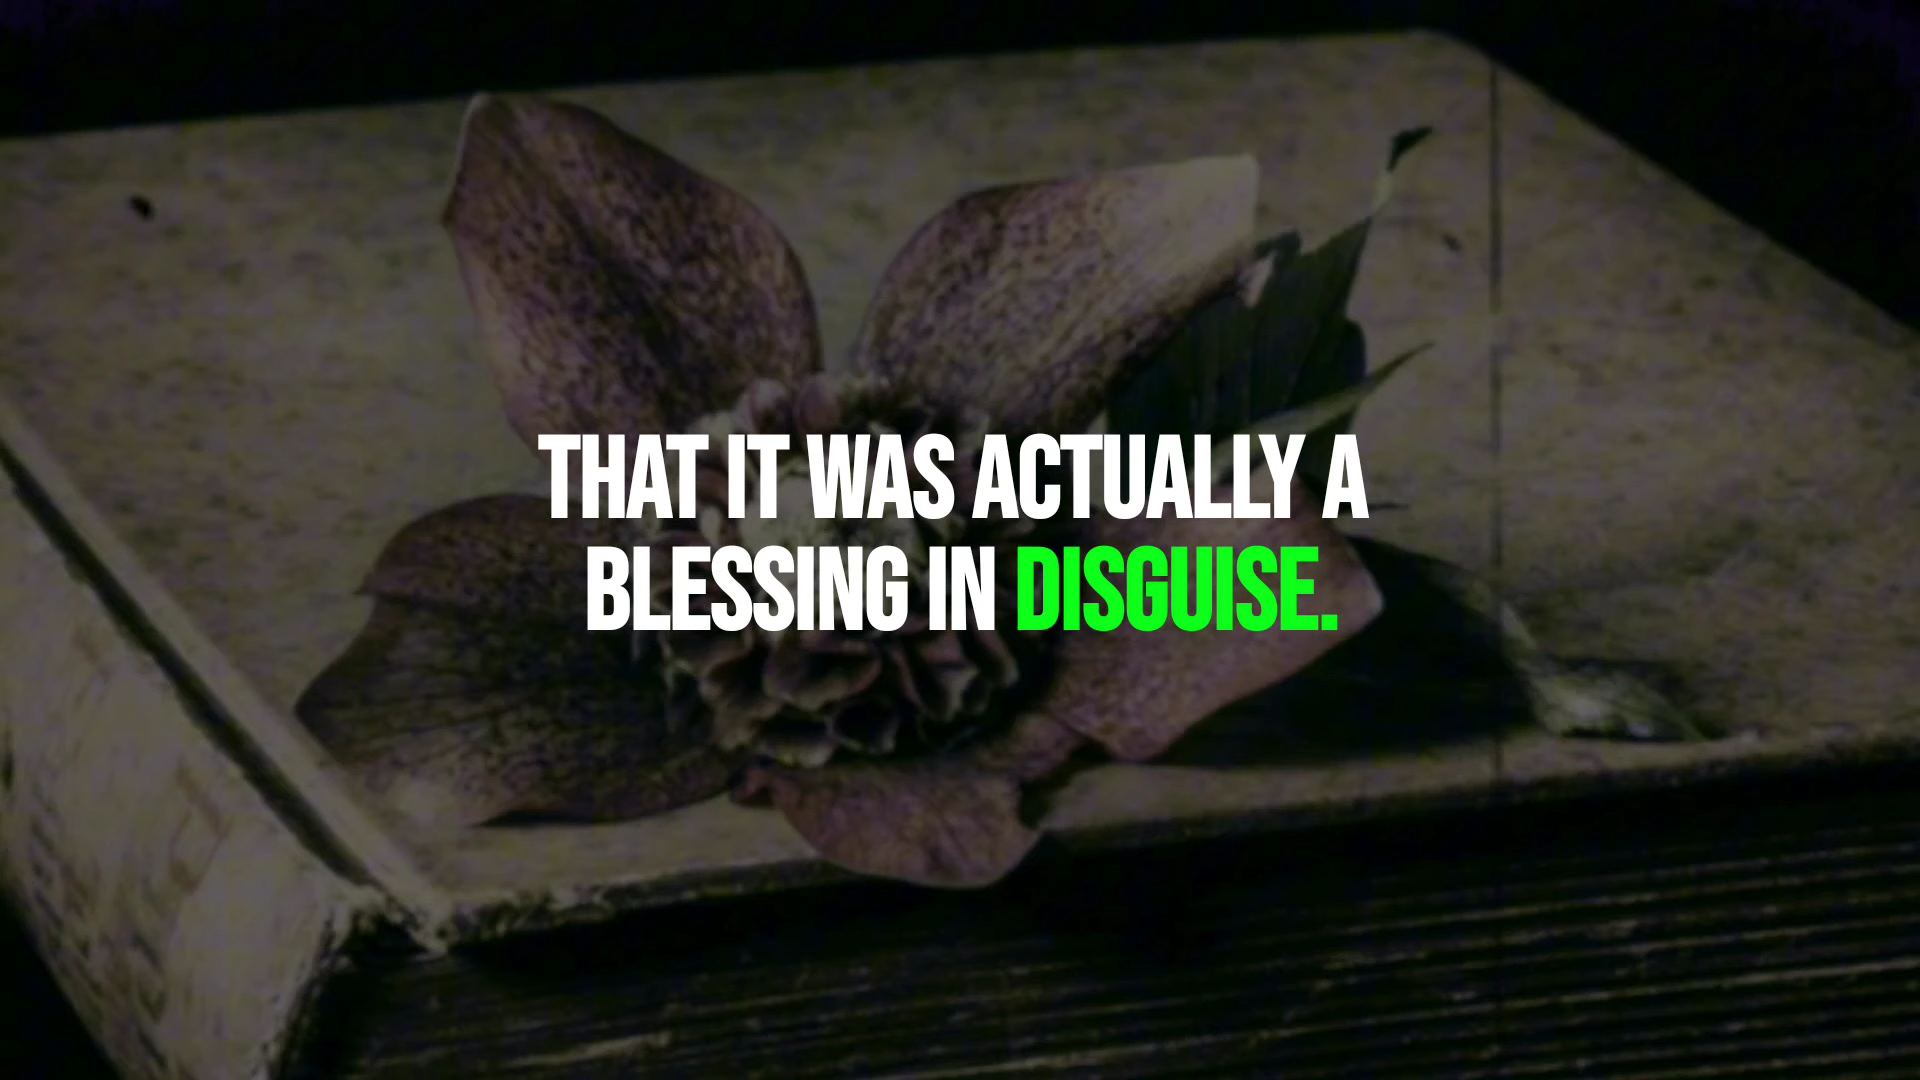 THAT IT WAS ACTUALLY A
BLESSING IN DISGUISE.